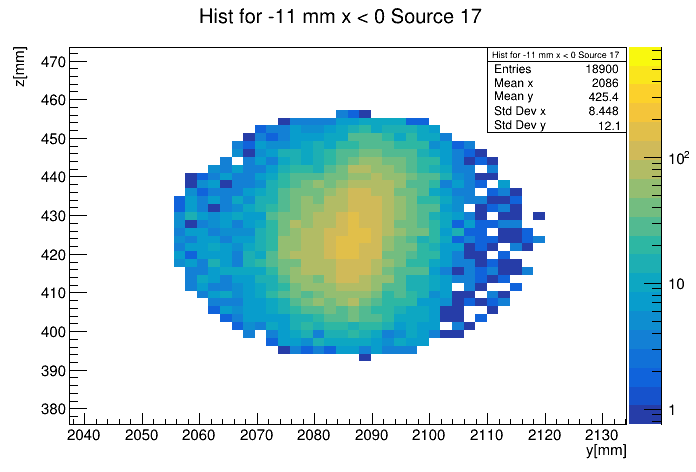 Hist for -11 mm x < 0 Source 17
z[mm]
Hist for -11 mm x < 0 Source 17
Entries 18900
Mean x 2086
Mean y 425.4
Std Dev x 8.448
Std Dev y 12.1
470
460
450
440
430
420
410
400
390
380
10²
10
1
2040 2050 2060 2070 2080 2090 2100 2110 2120 2130
y[mm]